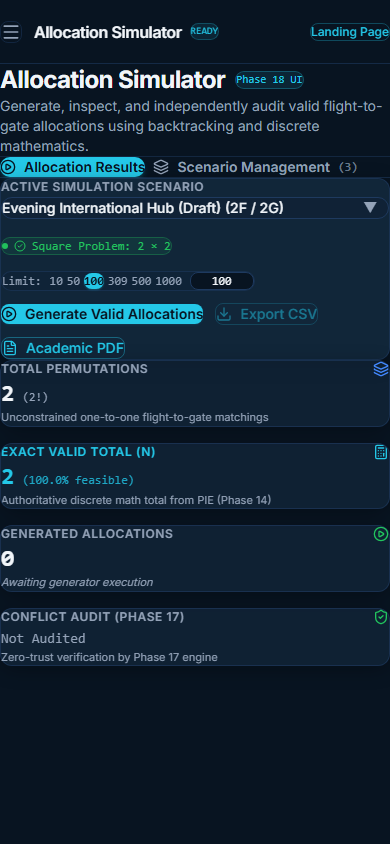 Allocation Simulator READY Landing Page
Allocation Simulator Phase 18 UI
Generate, inspect, and independently audit valid flight-to-
gate allocations using backtracking and discrete
mathematics.
Allocation Results Scenario Management (3)
ACTIVE SIMULATION SCENARIO
Evening International Hub (Draft) (2F / 2G)
Square Problem: 2 × 2
Limit: 10 50 100 309 500 1000 100
Generate Valid Allocations Export CSV
Academic PDF
TOTAL PERMUTATIONS
2 (2!)
Unconstrained one-to-one flight-to-gate matchings
EXACT VALID TOTAL (N)
2 (100.0% feasible)
Authoritative discrete math total from PIE (Phase 14)
GENERATED ALLOCATIONS
0
Awaiting generator execution
CONFLICT AUDIT (PHASE 17)
Not Audited
Zero-trust verification by Phase 17 engine